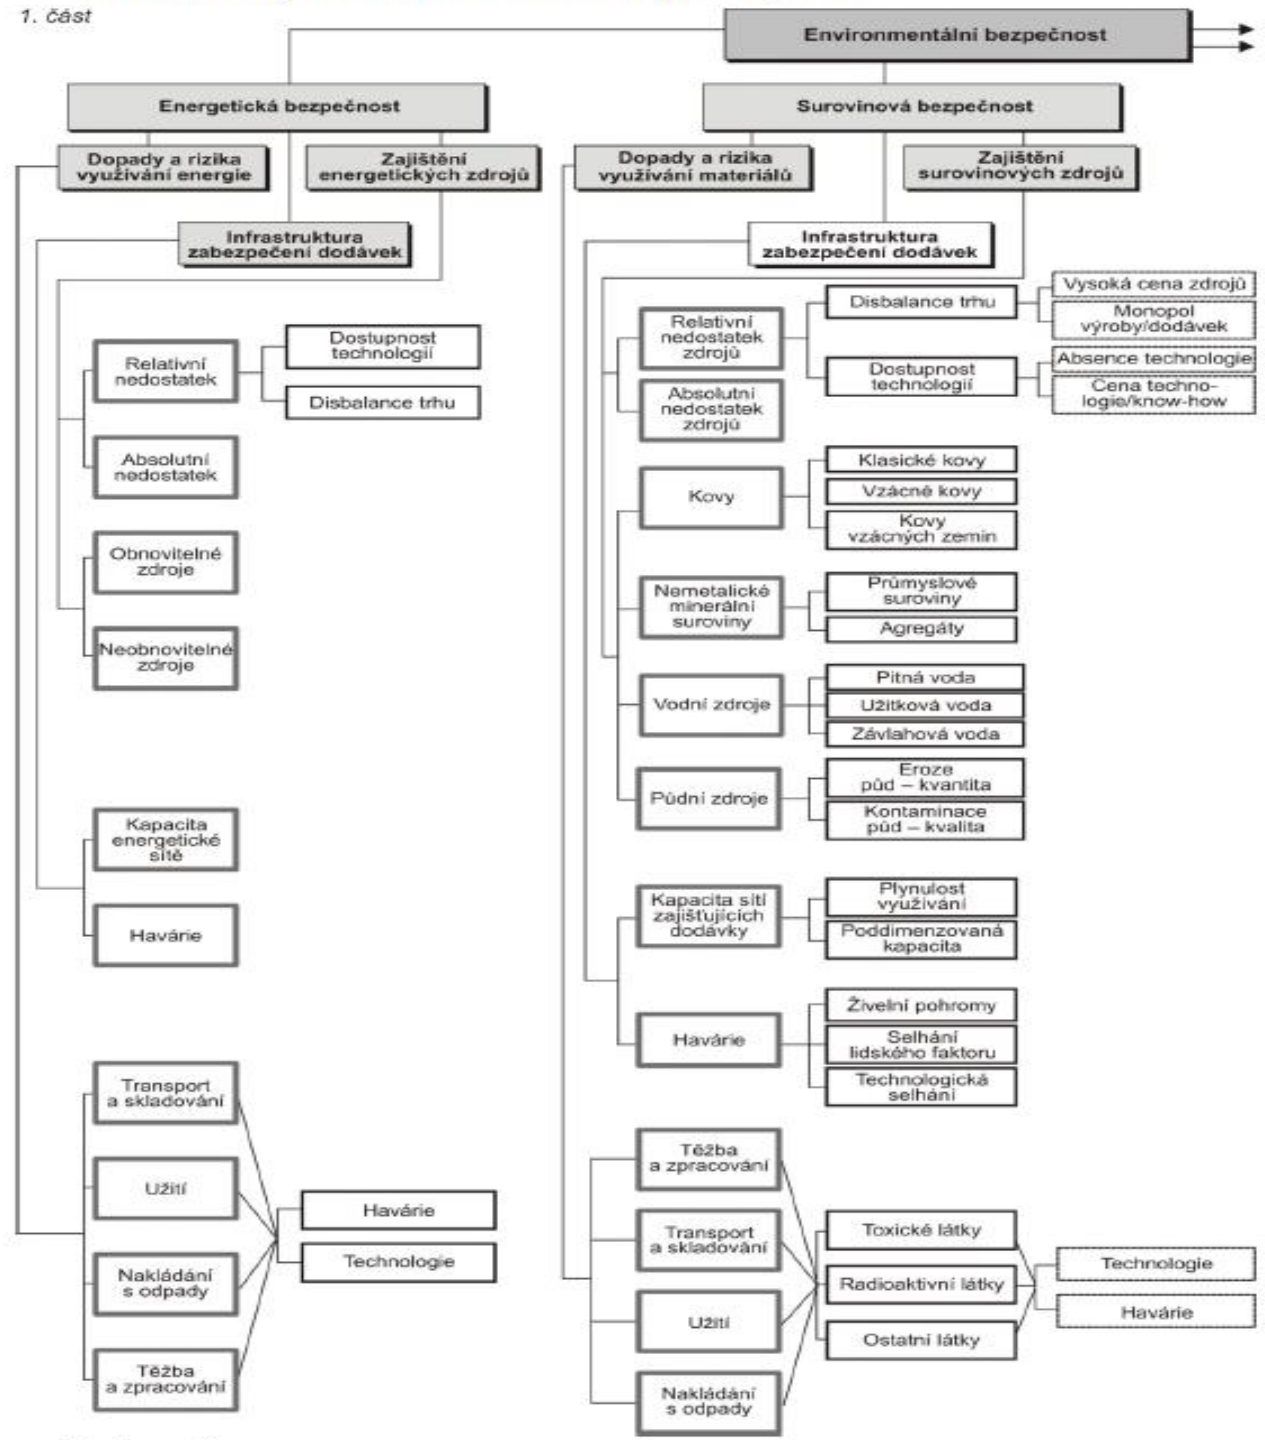 1. část
Environmentální bezpečnost
Energetická bezpečnost
Surovinová bezpečnost
Dopady a rizika
využívání energie
Zajištění
energetických zdrojů
Dopady a rizika
využívání materiálů
Zajištění
surovinových zdrojů
Infrastruktura
zabezpečení dodávek
Infrastruktura
zabezpečení dodávek
Relativní
nedostatek
Dostupnost
technologií
Disbalance trhu
Absolutní
nedostatek
Obnovitelné
zdroje
Neobnovitelné
zdroje
Kapacita
energetické
sítě
Havárie
Transport
a skladování
Užití
Nakládání
s odpady
Těžba
a zpracování
Havárie
Technologie
Relativní
nedostatek
zdrojů
Disbalance trhu
Vysoká cena zdrojů
Monopol
výroby/dodávek
Dostupnost
technologií
Absence technologie
Cena techno-
logie/know-how
Absolutní
nedostatek
zdrojů
Kovy
Klasické kovy
Vzácné kovy
Kovy
vzácných zemin
Nemetalické
minerální
suroviny
Průmyslové
suroviny
Agregáty
Vodní zdroje
Pitná voda
Užitková voda
Závlahová voda
Půdní zdroje
Eroze
půd – kvantita
Kontaminace
půd – kvalita
Kapacita sítí
zajišťujících
dodávky
Plynulost
využívání
Poddimenzovaná
kapacita
Havárie
Živelní pohromy
Selhání
lidského faktoru
Technologická
selhání
Těžba
a zpracování
Transport
a skladování
Užití
Nakládání
s odpady
Toxické látky
Radioaktivní látky
Ostatní látky
Technologie
Havárie